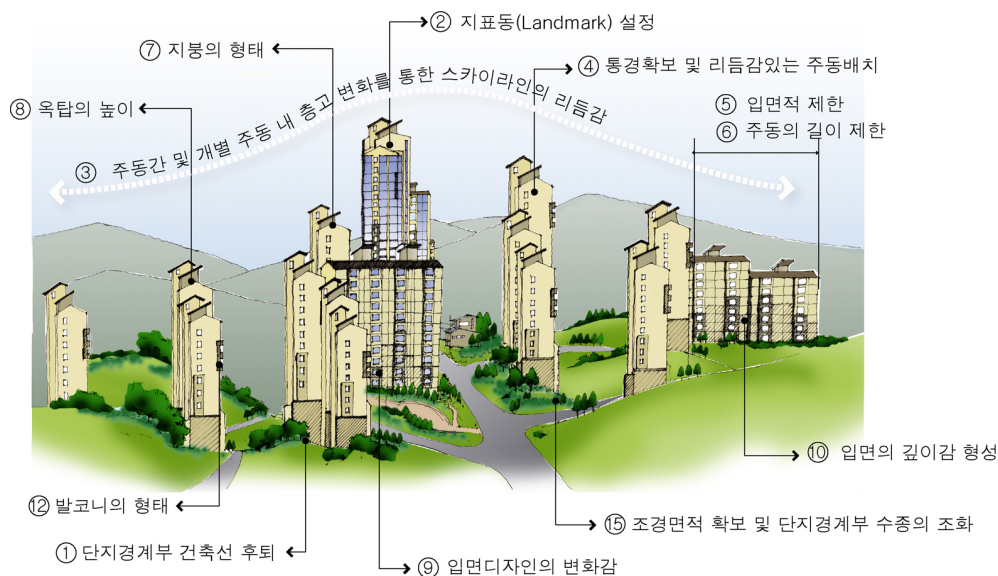 ② 지표동(Landmark) 설정
⑦ 지붕의 형태
④ 통경확보 및 리듬감있는 주동배치
⑧ 옥탑의 높이
⑤ 입면적 제한
⑥ 주동의 길이 제한
③ 주동간 및 개별 주동 내 층고 변화를 통한 스카이라인의 리듬감
⑩ 입면의 깊이감 형성
⑫ 발코니의 형태
⑮ 조경면적 확보 및 단지경계부 수종의 조화
① 단지경계부 건축선 후퇴
⑨ 입면디자인의 변화감